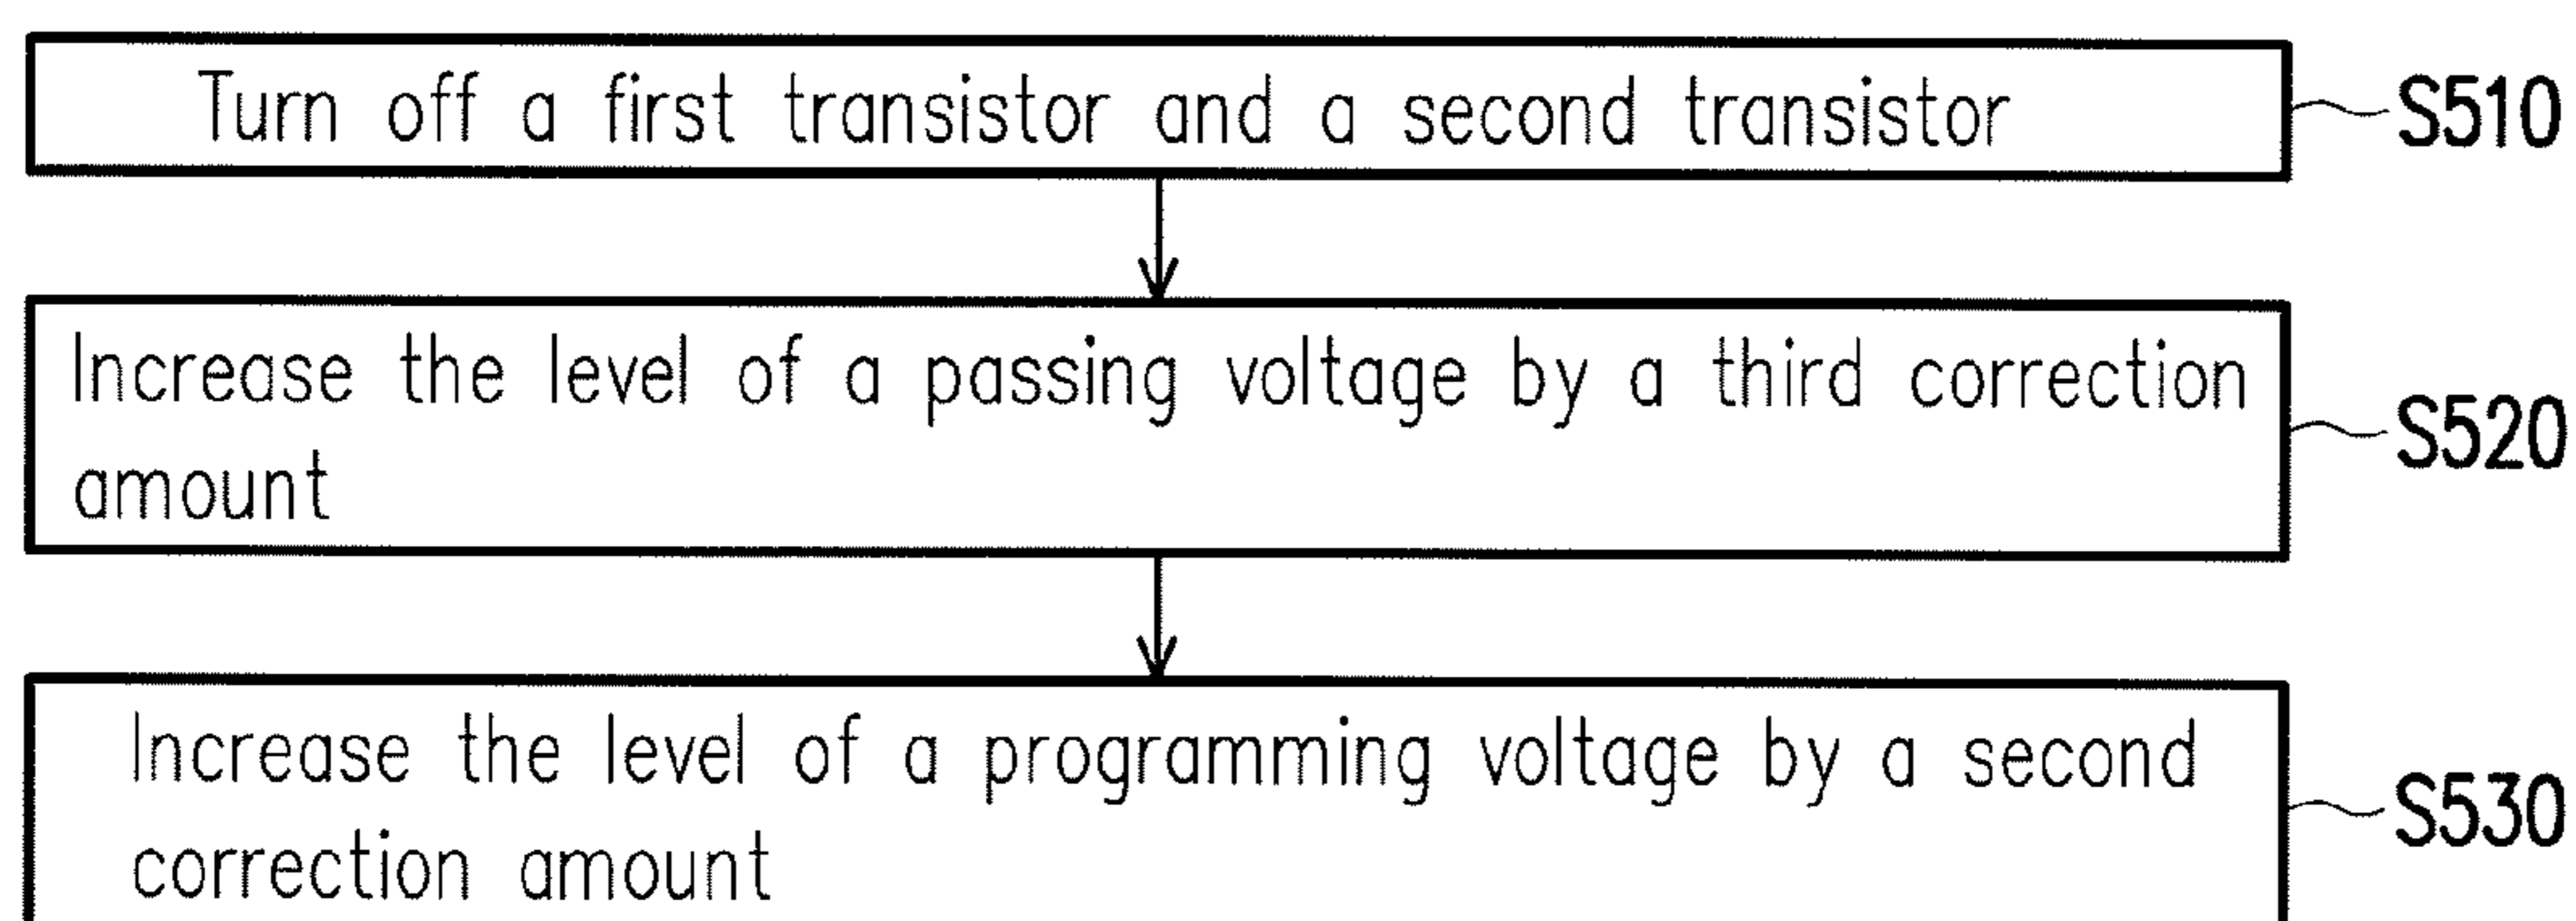 Turn off a first transistor and a second transistor
S510
Increase the level of a passing voltage by a third correction
amount
S520
Increase the level of a programming voltage by a second
correction amount
S530